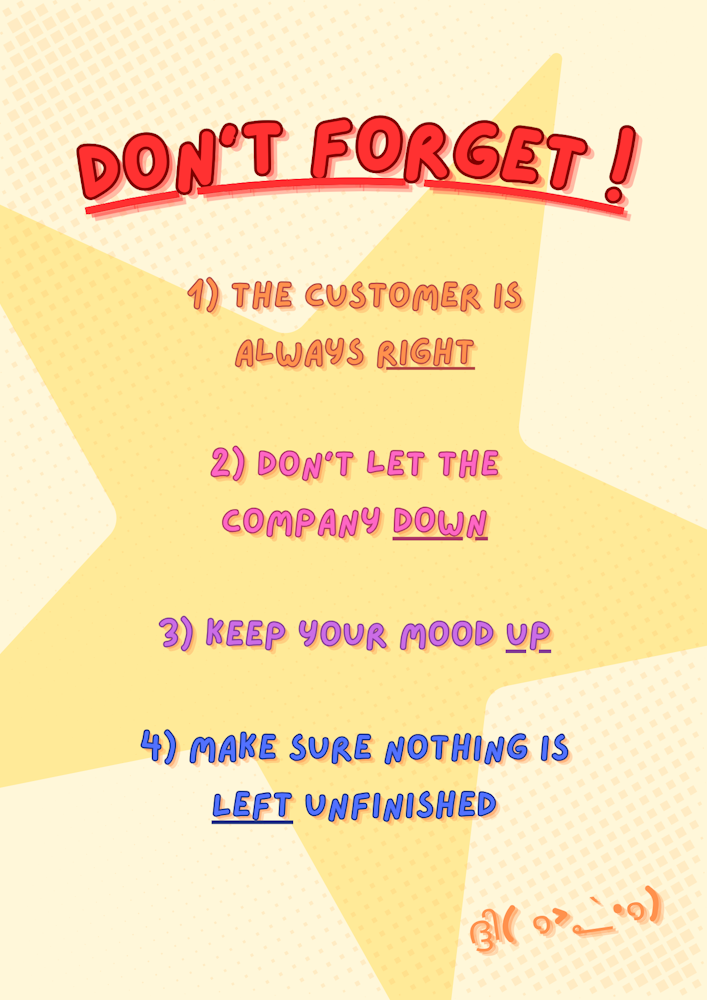 DON'T FORGET !
1) THE CUSTOMER IS
ALWAYS RIGHT
2) DON'T LET THE
COMPANY DOWN
3) KEEP YOUR MOOD UP
4) MAKE SURE NOTHING IS
LEFT UNFINISHED